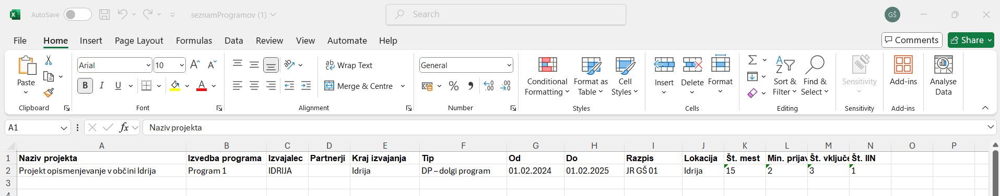 AutoSave seznamProgramov (1) Search GŠ
File Home Insert Page Layout Formulas Data Review View Automate Help Comments Share
Arial 10 ab c Wrap Text General
Paste B I U A Merge & Centre % Conditional Formatting Format as Table Cell Styles Insert Delete Format Sort & Filter Find & Select Sensitivity Add-ins Analyse Data
Clipboard Font Alignment Number Styles Cells Editing Sensitivity Add-ins
A1 fx Naziv projekta
A B C D E F G H I J K L M N O P
1 Naziv projekta Izvedba programa Izvajalec Partnerji Kraj izvajanja Tip Od Do Razpis Lokacija Št. mest Min. prijav Št. vključe Št. IIN
2 Projekt opismenjevanje v občini Idrija Program 1 IDRIJA Idrija DP – dolgi program 01.02.2024 01.02.2025 JR GŠ 01 Idrija 15 2 3 1
3
4